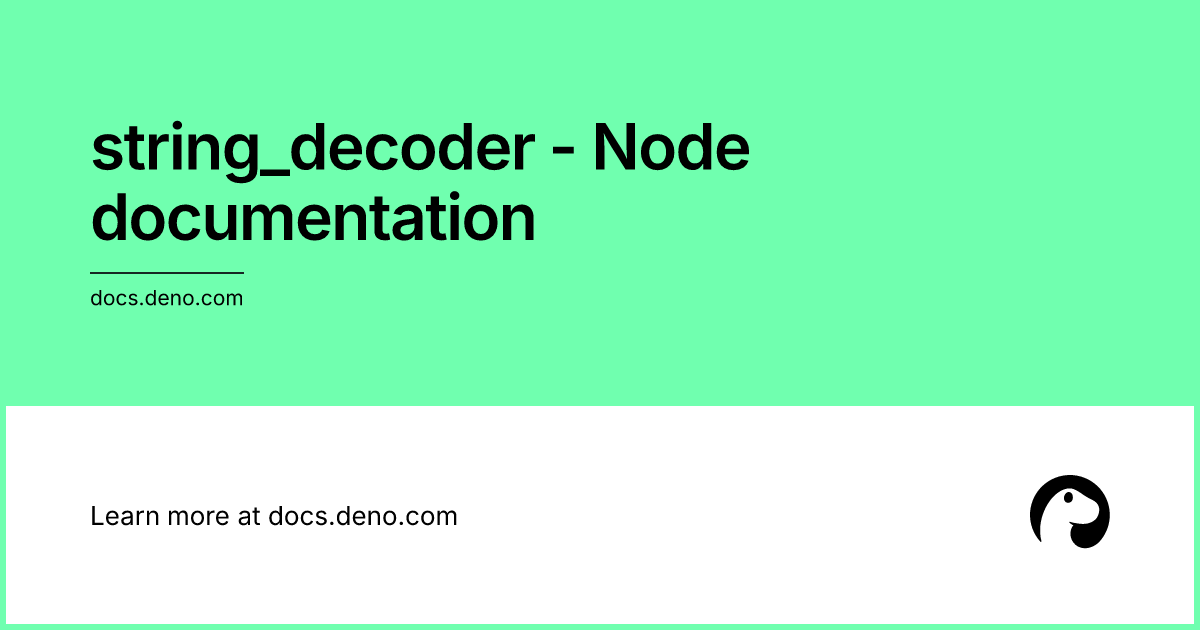 string_decoder - Node
documentation
docs.deno.com
Learn more at docs.deno.com